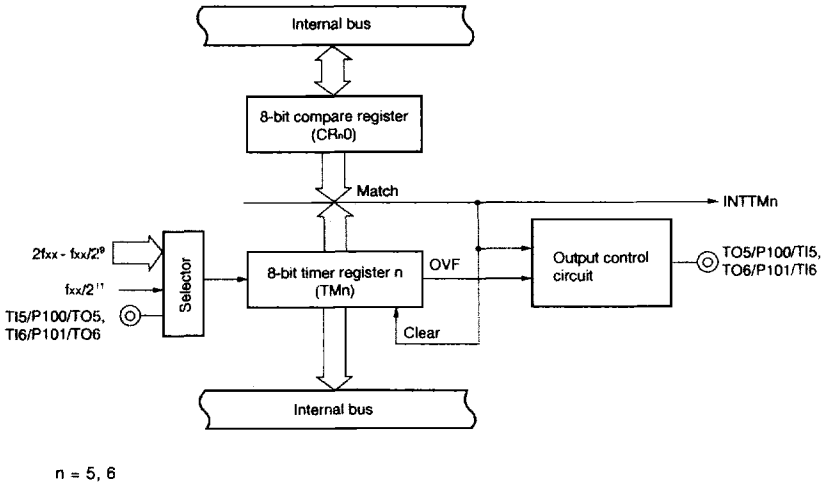 Internal bus
8-bit compare register
(CRn0)
Match
INTTMn
2fxx - fxx/2⁹
fxx/2¹¹
TI5/P100/TO5,
TI6/P101/TO6
Selector
8-bit timer register n
(TMn)
OVF
Clear
Output control
circuit
TO5/P100/TI5,
TO6/P101/TI6
Internal bus
n = 5, 6